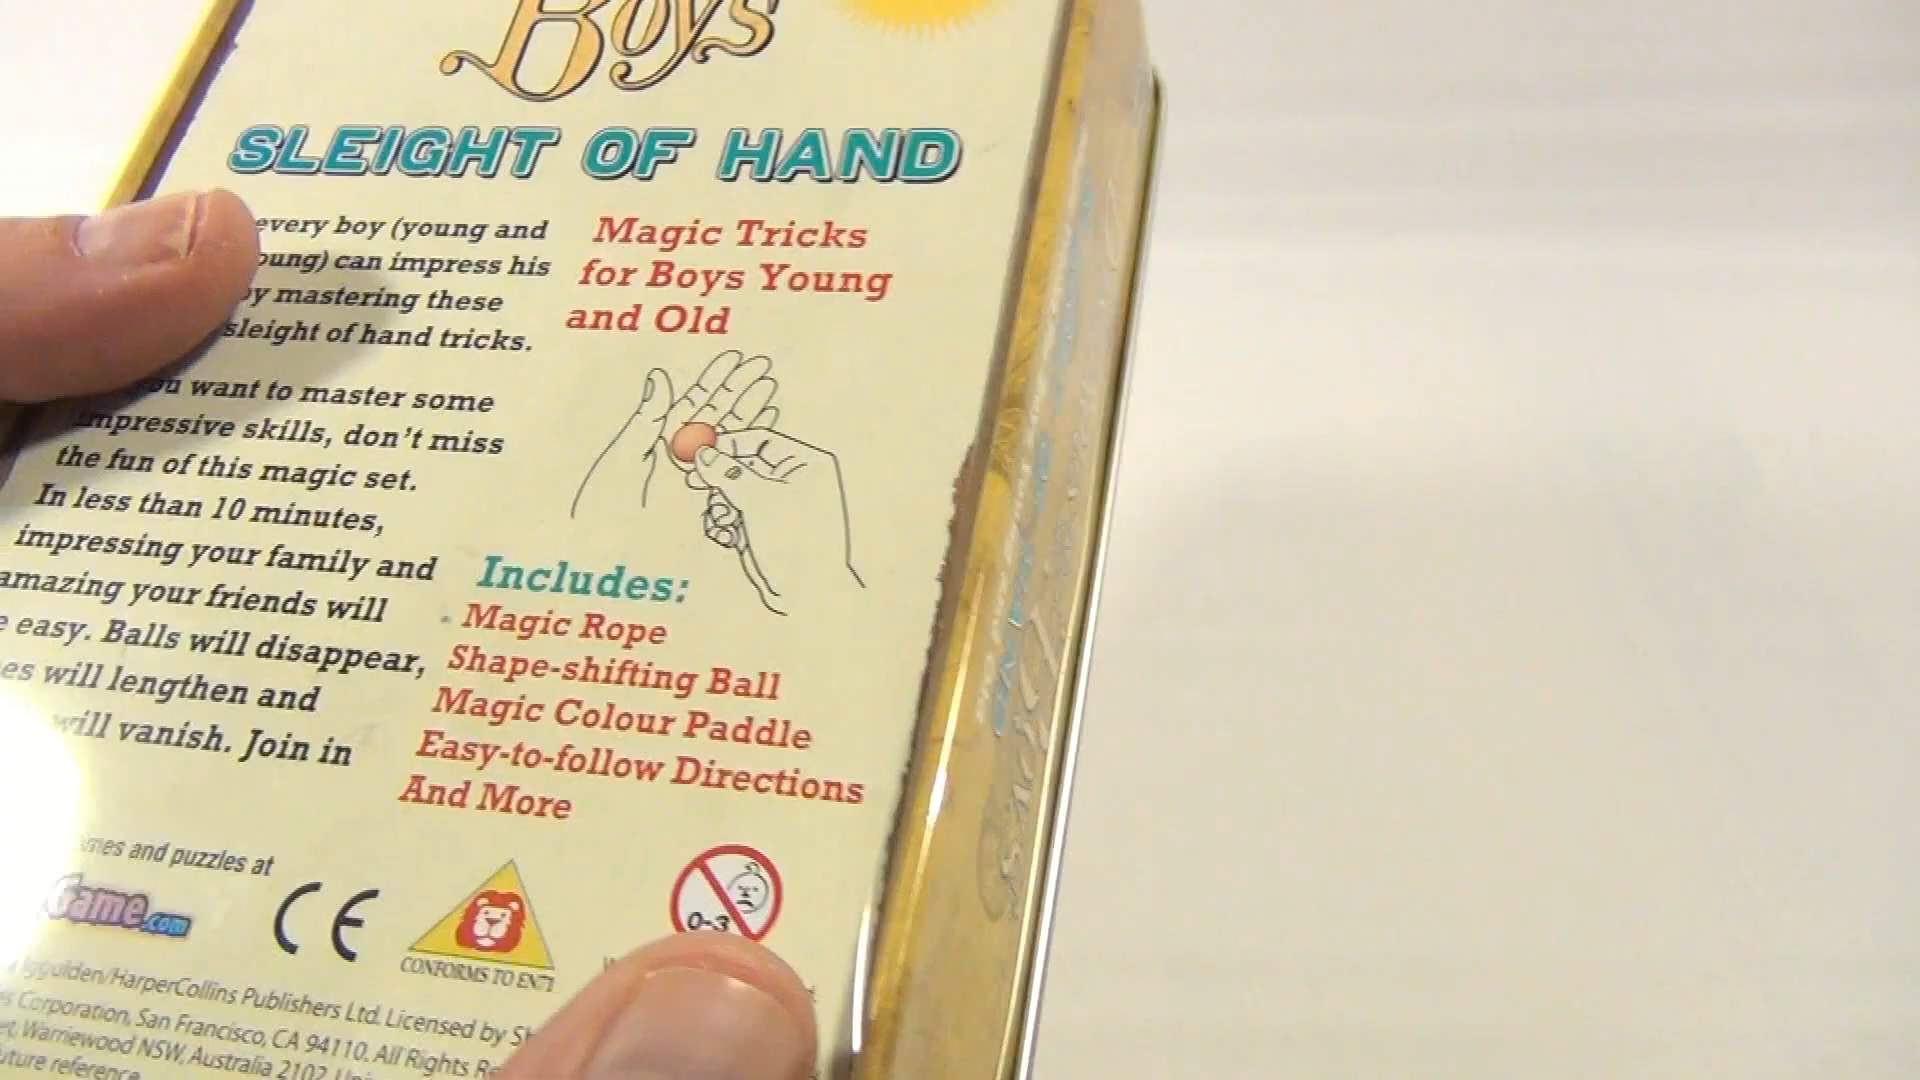 Boys
SLEIGHT OF HAND
every boy (young and
young) can impress his
by mastering these
sleight of hand tricks.
you want to master some
impressive skills, don't miss
the fun of this magic set.
In less than 10 minutes,
impressing your family and
amazing your friends will
easy. Balls will disappear,
will lengthen and
will vanish. Join in
Magic Tricks
for Boys Young
and Old
Includes:
Magic Rope
Shape-shifting Ball
Magic Colour Paddle
Easy-to-follow Directions
And More
and puzzles at
Game.com
CE
CONFORMS TO EN71
0-3
Iggulden/HarperCollins Publishers Ltd. Licensed by
Corporation, San Francisco, CA 94110. All Rights
Warriewood NSW, Australia 2102.
future reference.